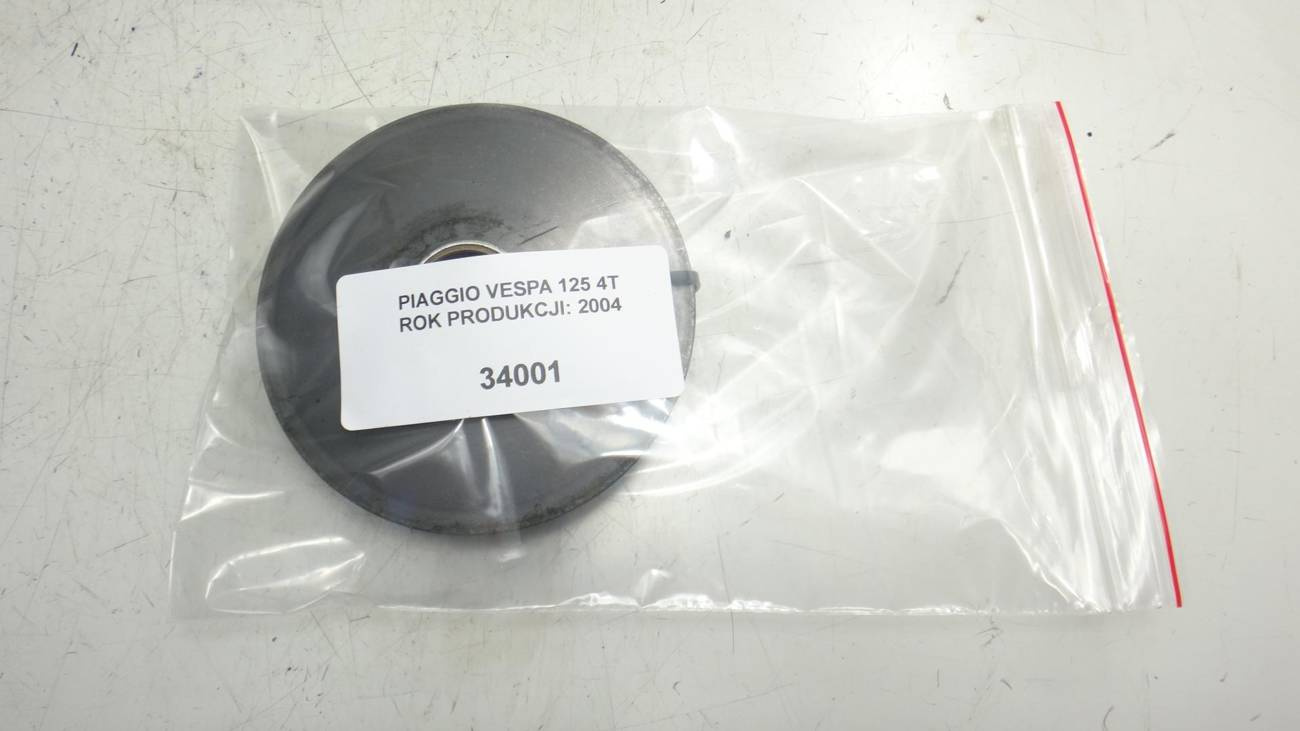 PIAGGIO VESPA 125 4T
ROK PRODUKCJI: 2004
34001